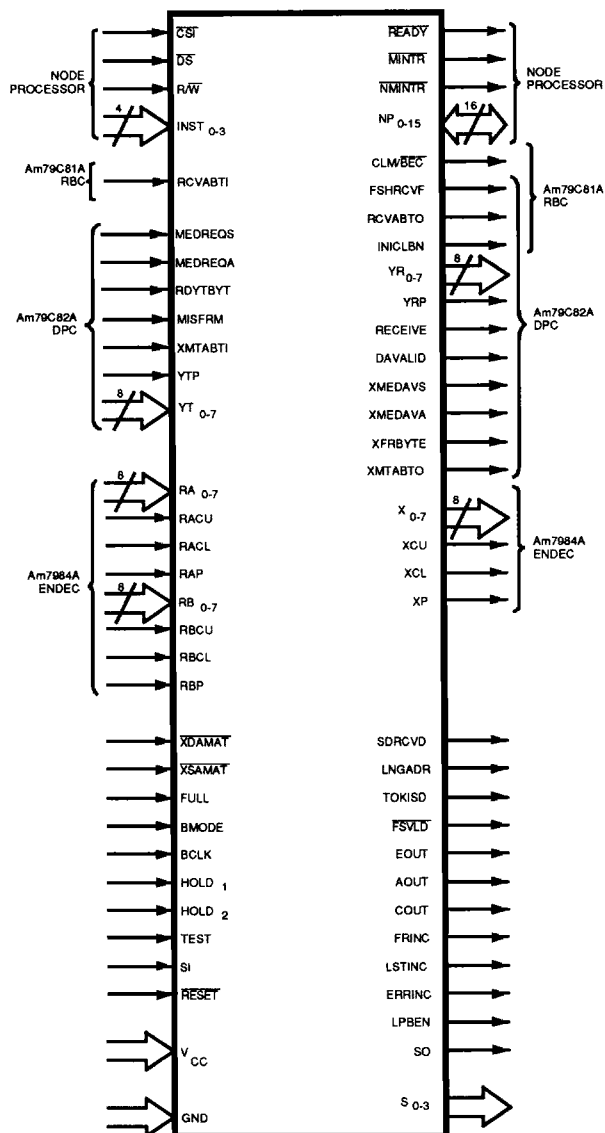 NODE
PROCESSOR
CSI
DS
R/W
4
INST 0-3
Am79C81A
RBC
RCVABTI
Am79C82A
DPC
MEDREQS
MEDREQA
RDYTBYT
MISFRM
XMTABTI
YTP
8
YT 0-7
Am7984A
ENDEC
8
RA 0-7
RACU
RACL
RAP
8
RB 0-7
RBCU
RBCL
RBP
XDAMAT
XSAMAT
FULL
BMODE
BCLK
HOLD 1
HOLD 2
TEST
SI
RESET
VCC
GND
READY
MINTR
NMINTR
NP 0-15
16
NODE
PROCESSOR
CLM/BEC
FSHRCVF
RCVABTO
INICLBN
Am79C81A
RBC
YR 0-7
8
YRP
RECEIVE
DAVALID
XMEDAVS
XMEDAVA
XFRBYTE
XMTABTO
Am79C82A
DPC
X 0-7
8
XCU
XCL
XP
Am7984A
ENDEC
SDRCVD
LNGADR
TOKISD
FSVLD
EOUT
AOUT
COUT
FRINC
LSTINC
ERRINC
LPBEN
SO
S 0-3